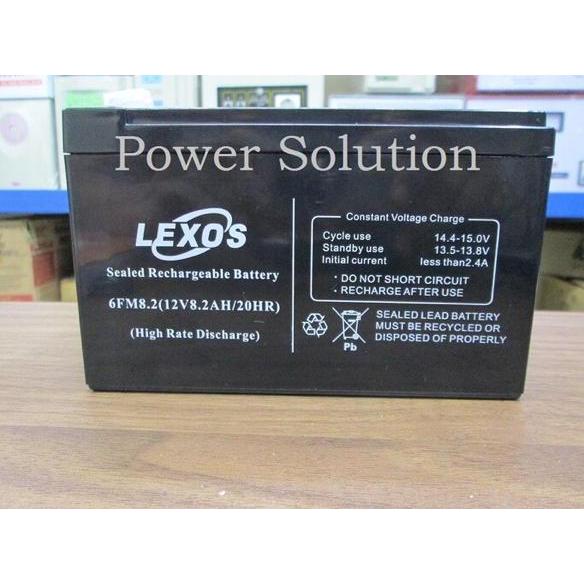 Power Solution
LEXOS
Sealed Rechargeable Battery
6FM8.2(12V8.2AH/20HR)
(High Rate Discharge)
Constant Voltage Charge
Cycle use 14.4-15.0V
Standby use 13.5-13.8V
Initial current less than2.4A
· DO NOT SHORT CIRCUIT
· RECHARGE AFTER USE
Pb
SEALED LEAD BATTERY
MUST BE RECYCLED OR
DISPOSED OF PROPERLY